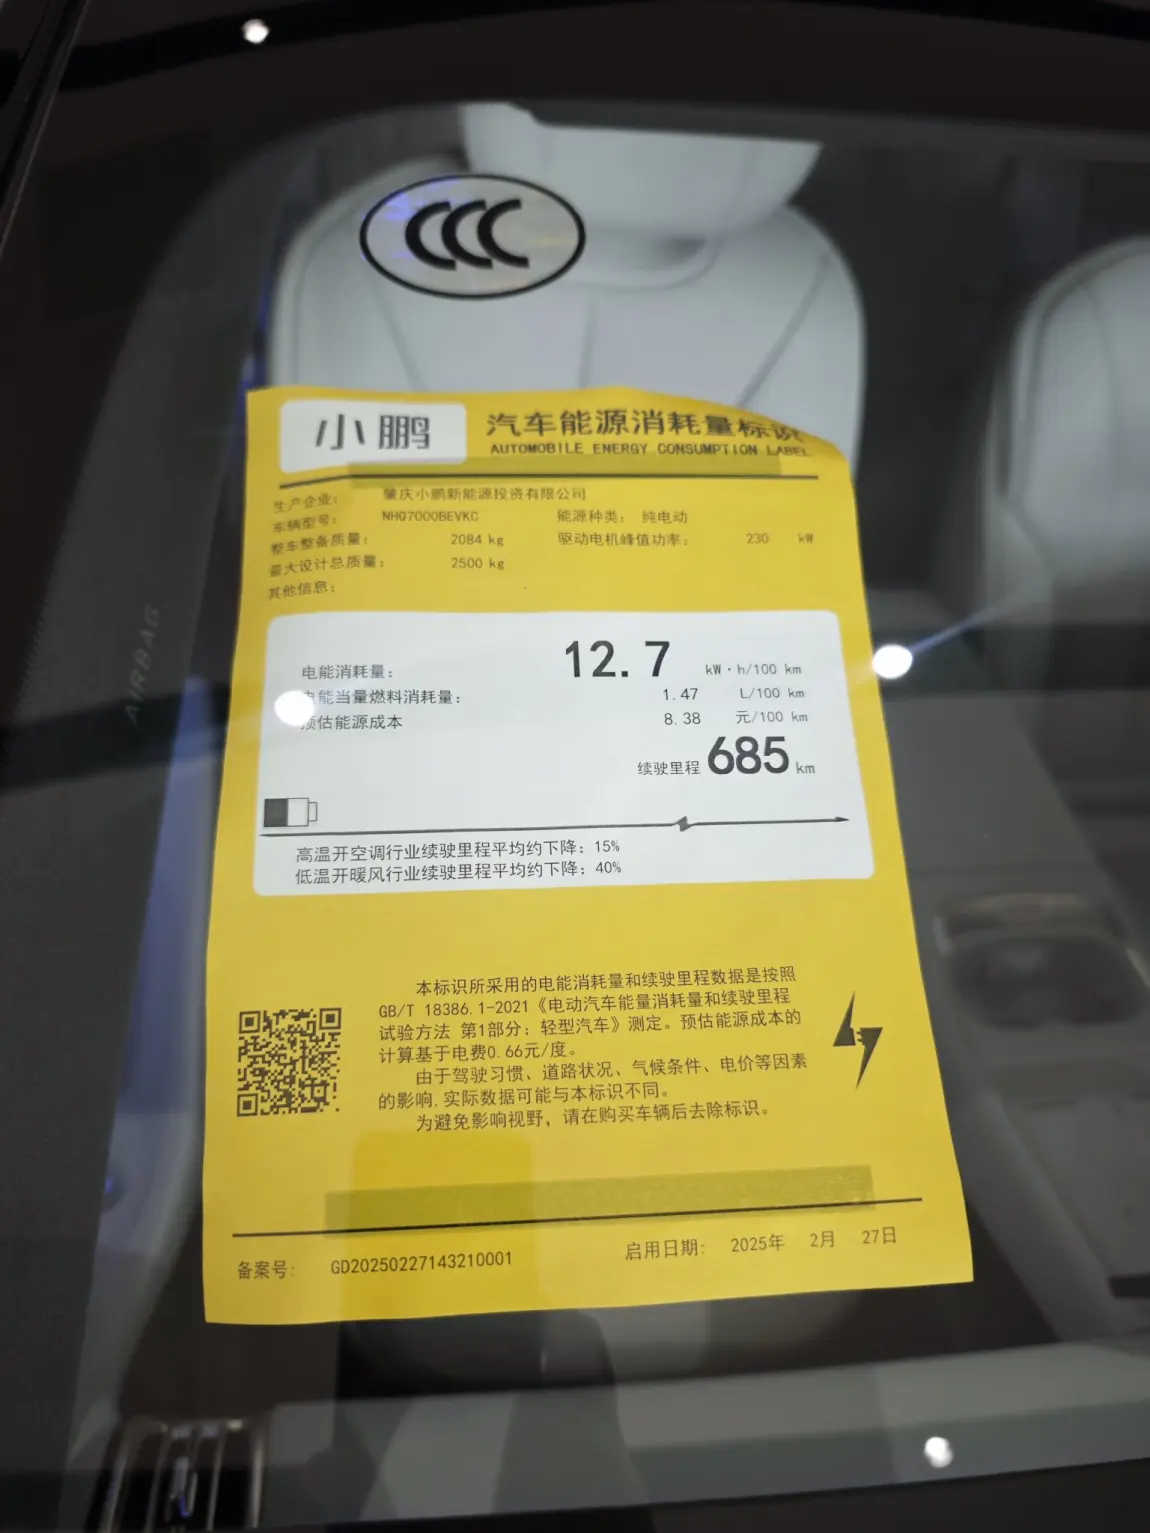 CCC
小鹏
汽车能源消耗量标识
AUTOMOBILE ENERGY CONSUMPTION LABEL
生产企业： 肇庆小鹏新能源投资有限公司
车辆型号： NHQ7000BEVKC 能源种类： 纯电动
整车整备质量： 2084 kg 驱动电机峰值功率： 230 kW
最大设计总质量： 2500 kg
其他信息：
电能消耗量： 12.7 kW·h/100 km
电能当量燃料消耗量： 1.47 L/100 km
预估能源成本 8.38 元/100 km
续驶里程 685 km
高温开空调行业续驶里程平均约下降：15%
低温开暖风行业续驶里程平均约下降：40%
本标识所采用的电能消耗量和续驶里程数据是按照
GB/T 18386.1-2021《电动汽车能量消耗量和续驶里程
试验方法 第1部分：轻型汽车》测定。预估能源成本的
计算基于电费0.66元/度。
由于驾驶习惯、道路状况、气候条件、电价等因素
的影响,实际数据可能与本标识不同。
为避免影响视野，请在购买车辆后去除标识。
备案号： GD20250227143210001 启用日期： 2025年 2月 27日
AIRBAG